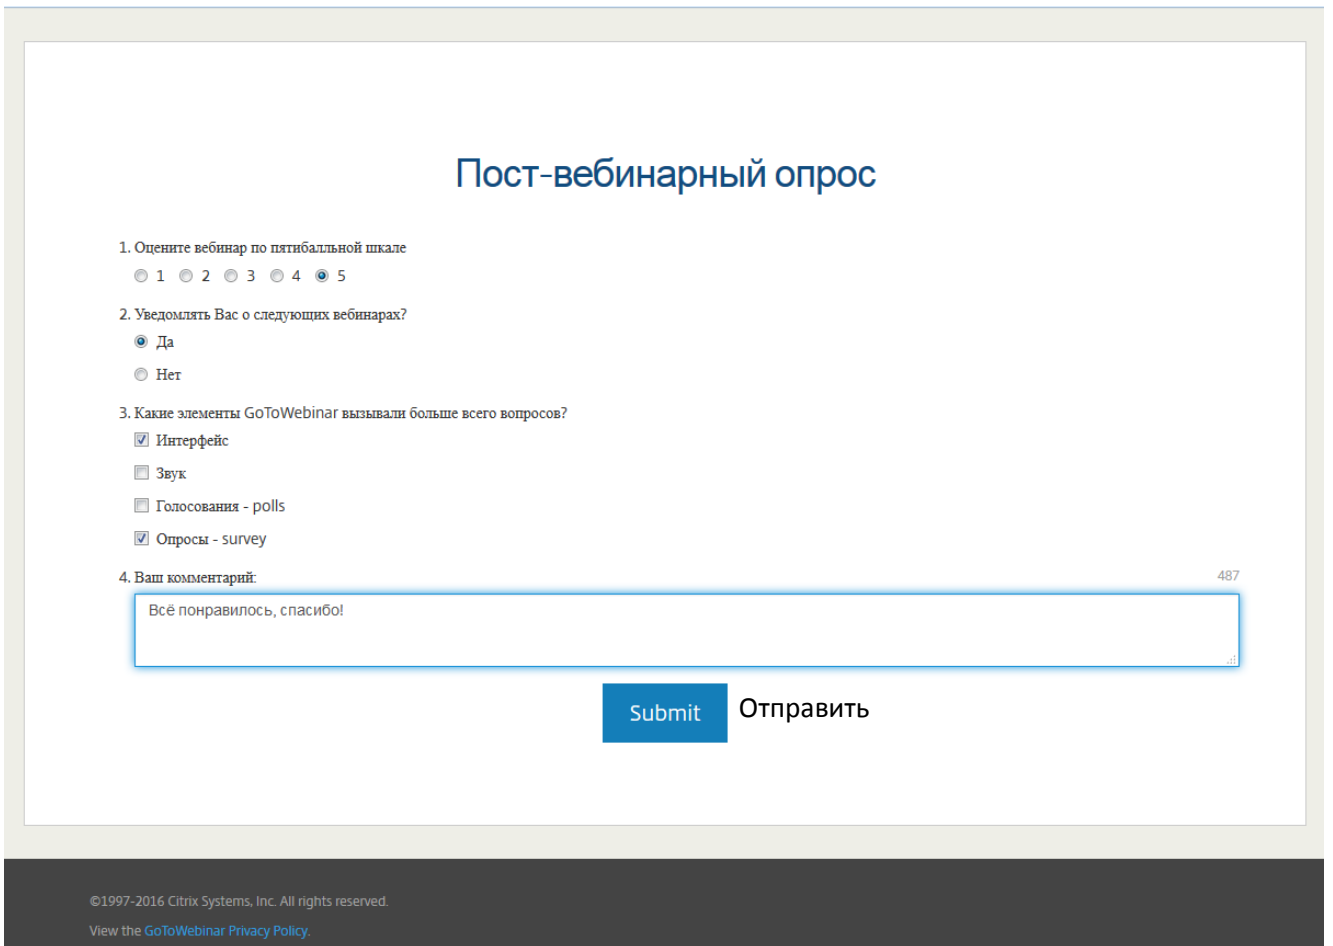 Пост-вебинарный опрос
1. Оцените вебинар по пятибалльной шкале
1 2 3 4 5
2. Уведомлять Вас о следующих вебинарах?
Да
Нет
3. Какие элементы GoToWebinar вызывали больше всего вопросов?
Интерфейс
Звук
Голосования - polls
Опросы - survey
4. Ваш комментарий: 487
Всё понравилось, спасибо!
Submit Отправить
©1997-2016 Citrix Systems, Inc. All rights reserved.
View the GoToWebinar Privacy Policy.